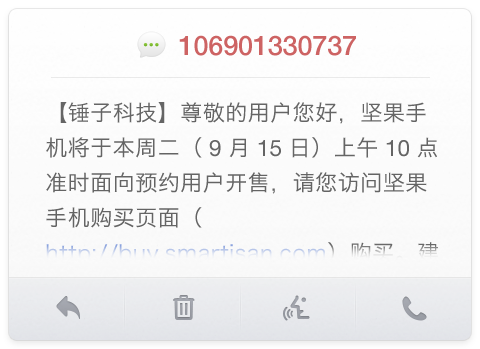 106901330737
【锤子科技】尊敬的用户您好，坚果手
机将于本周二（ 9 月 15 日）上午 10 点
准时面向预约用户开售，请您访问坚果
手机购买页面（
http://buy.smartisan.com）购买。建